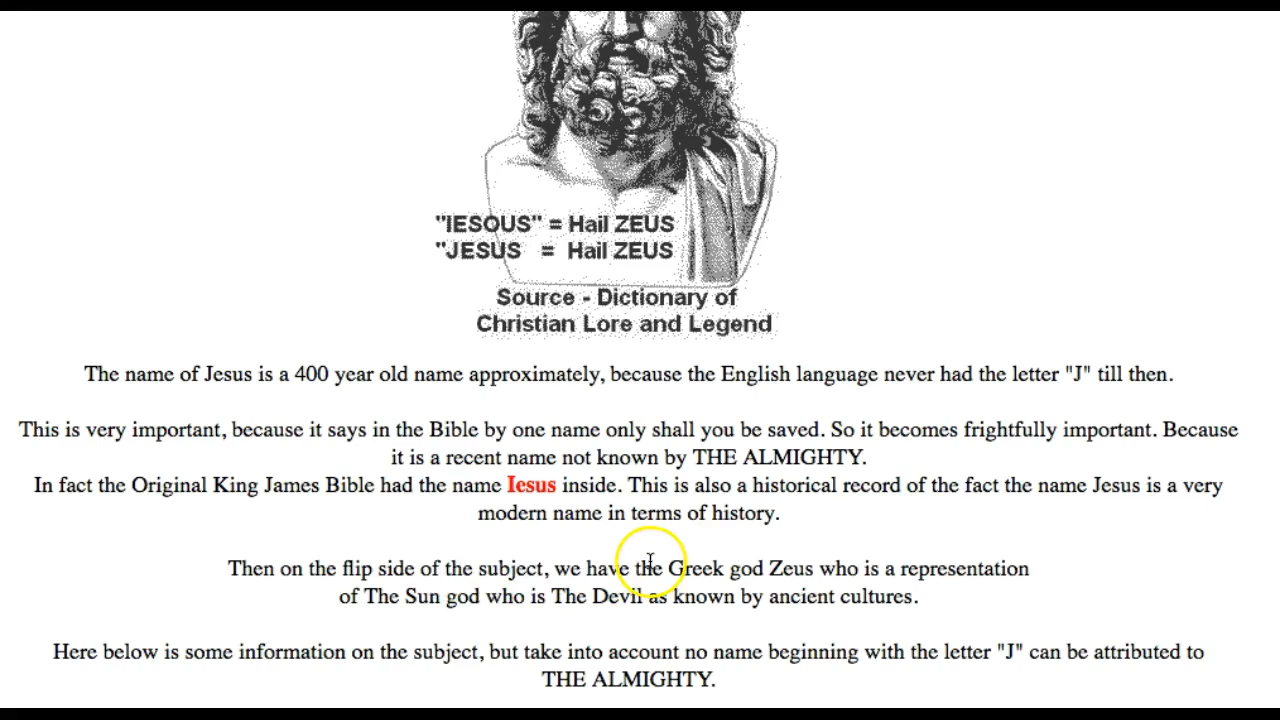 "IESOUS" = Hail ZEUS
"JESUS = Hail ZEUS
Source - Dictionary of
Christian Lore and Legend
The name of Jesus is a 400 year old name approximately, because the English language never had the letter "J" till then.
This is very important, because it says in the Bible by one name only shall you be saved. So it becomes frightfully important. Because
it is a recent name not known by THE ALMIGHTY.
In fact the Original King James Bible had the name Iesus inside. This is also a historical record of the fact the name Jesus is a very
modern name in terms of history.
Then on the flip side of the subject, we have the Greek god Zeus who is a representation
of The Sun god who is The Devil as known by ancient cultures.
Here below is some information on the subject, but take into account no name beginning with the letter "J" can be attributed to
THE ALMIGHTY.